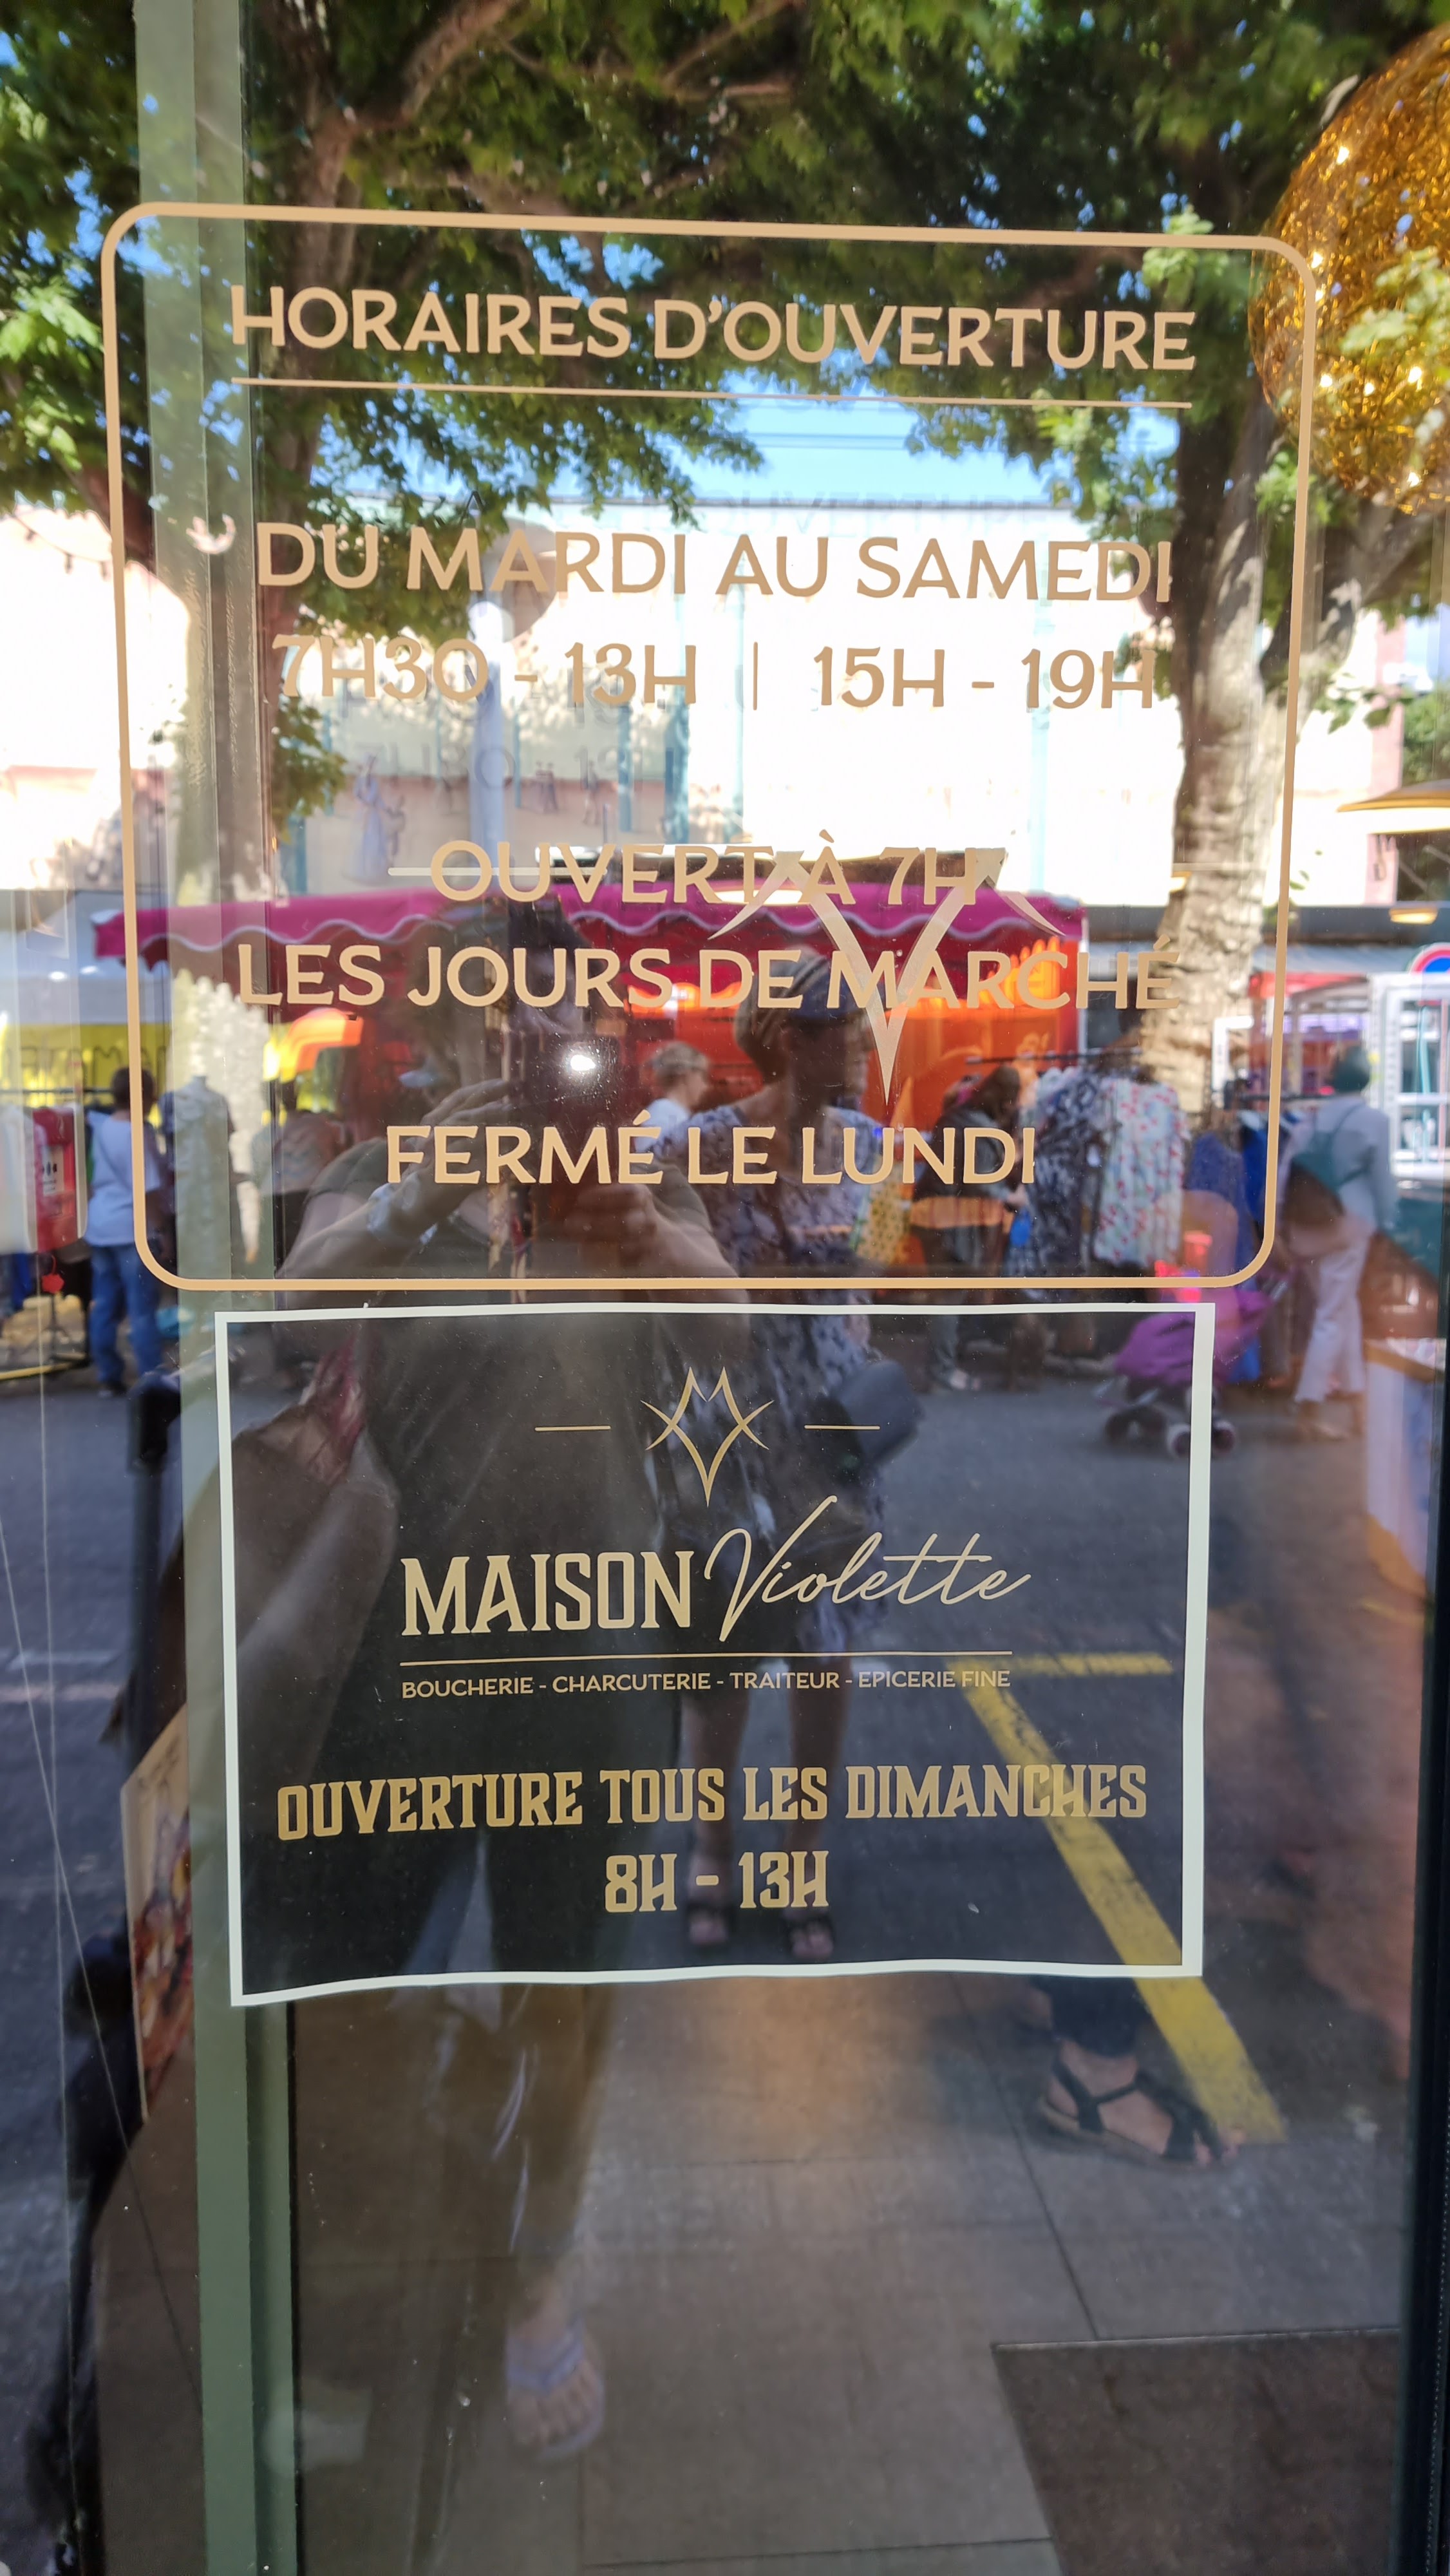 HORAIRES D'OUVERTURE
DU MARDI AU SAMEDI
7H30 - 13H | 15H - 19H
OUVERT À 7H
LES JOURS DE MARCHÉ
FERMÉ LE LUNDI
MAISON Violette
BOUCHERIE - CHARCUTERIE - TRAITEUR - EPICERIE FINE
OUVERTURE TOUS LES DIMANCHES
8H - 13H